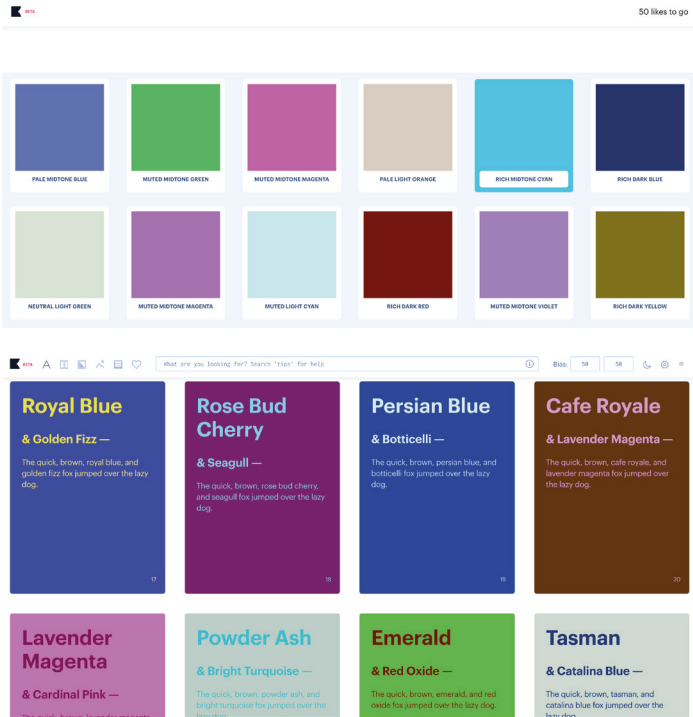 BETA
50 likes to go
PALE MIDTONE BLUE
MUTED MIDTONE GREEN
MUTED MIDTONE MAGENTA
PALE LIGHT ORANGE
RICH MIDTONE CYAN
RICH DARK BLUE
NEUTRAL LIGHT GREEN
MUTED MIDTONE MAGENTA
MUTED LIGHT CYAN
RICH DARK RED
MUTED MIDTONE VIOLET
RICH DARK YELLOW
BETA
What are you looking for? Search 'tips' for help
Bias:
50
50
Royal Blue
& Golden Fizz —
The quick, brown, royal blue, and
golden fizz fox jumped over the lazy
dog.
17
Rose Bud
Cherry
& Seagull —
The quick, brown, rose bud cherry,
and seagull fox jumped over the lazy
dog.
18
Persian Blue
& Botticelli —
The quick, brown, persian blue, and
botticelli fox jumped over the lazy
dog.
19
Cafe Royale
& Lavender Magenta —
The quick, brown, cafe royale, and
lavender magenta fox jumped over
the lazy dog.
20
Lavender
Magenta
& Cardinal Pink —
The quick, brown, lavender magenta
Powder Ash
& Bright Turquoise —
The quick, brown, powder ash, and
bright turquoise fox jumped over the
lazy dog.
Emerald
& Red Oxide —
The quick, brown, emerald, and red
oxide fox jumped over the lazy dog.
Tasman
& Catalina Blue —
The quick, brown, tasman, and
catalina blue fox jumped over the
lazy dog.